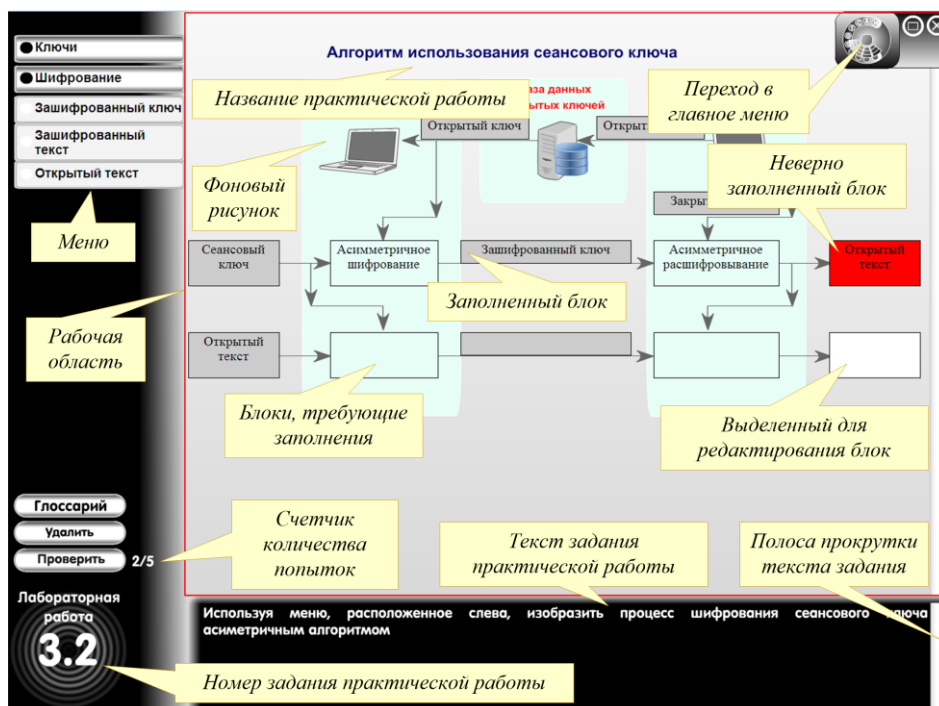 Ключи
Шифрование
Зашифрованный ключ
Зашифрованный
текст
Открытый текст
Меню
Рабочая
область
Алгоритм использования сеансового ключа
Название практической работы
данных
ключей
Переход в
главное меню
Открытый ключ
Фоновый
рисунок
Неверно
заполненный блок
Сеансовый
ключ
Асимметричное
шифрование
Зашифрованный ключ
Асимметричное
расшифровывание
Открытый
текст
Заполненный блок
Открытый
текст
Блоки, требующие
заполнения
Выделенный для
редактирования блок
Глоссарий
Удалить
Проверить 2/5
Счетчик
количества
попыток
Текст задания
практической работы
Полоса прокрутки
текста задания
Лабораторная
работа
3.2
Используя меню, расположенное слева, изобразить процесс шифрования сеансового ключа
асиметричным алгоритмом
Номер задания практической работы